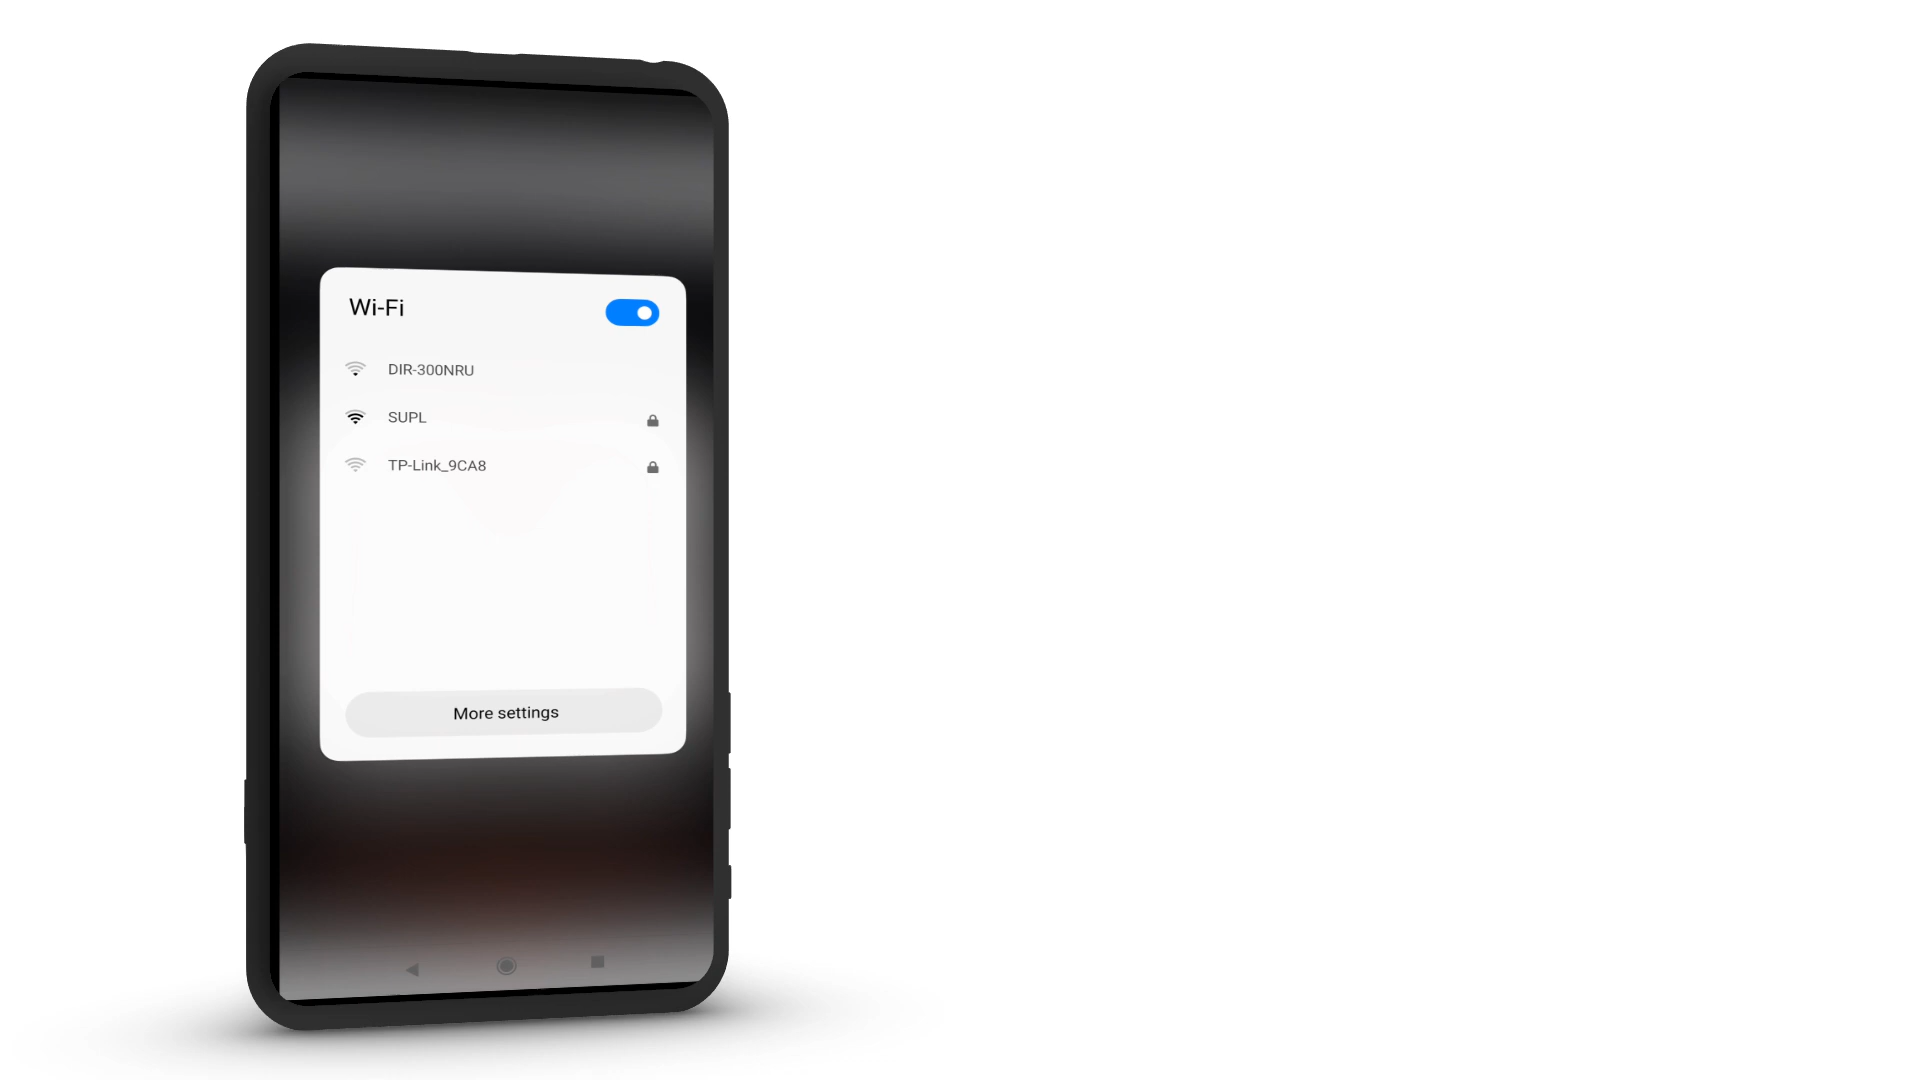 Wi-Fi
DIR-300NRU
SUPL
TP-Link_9CA8
More settings